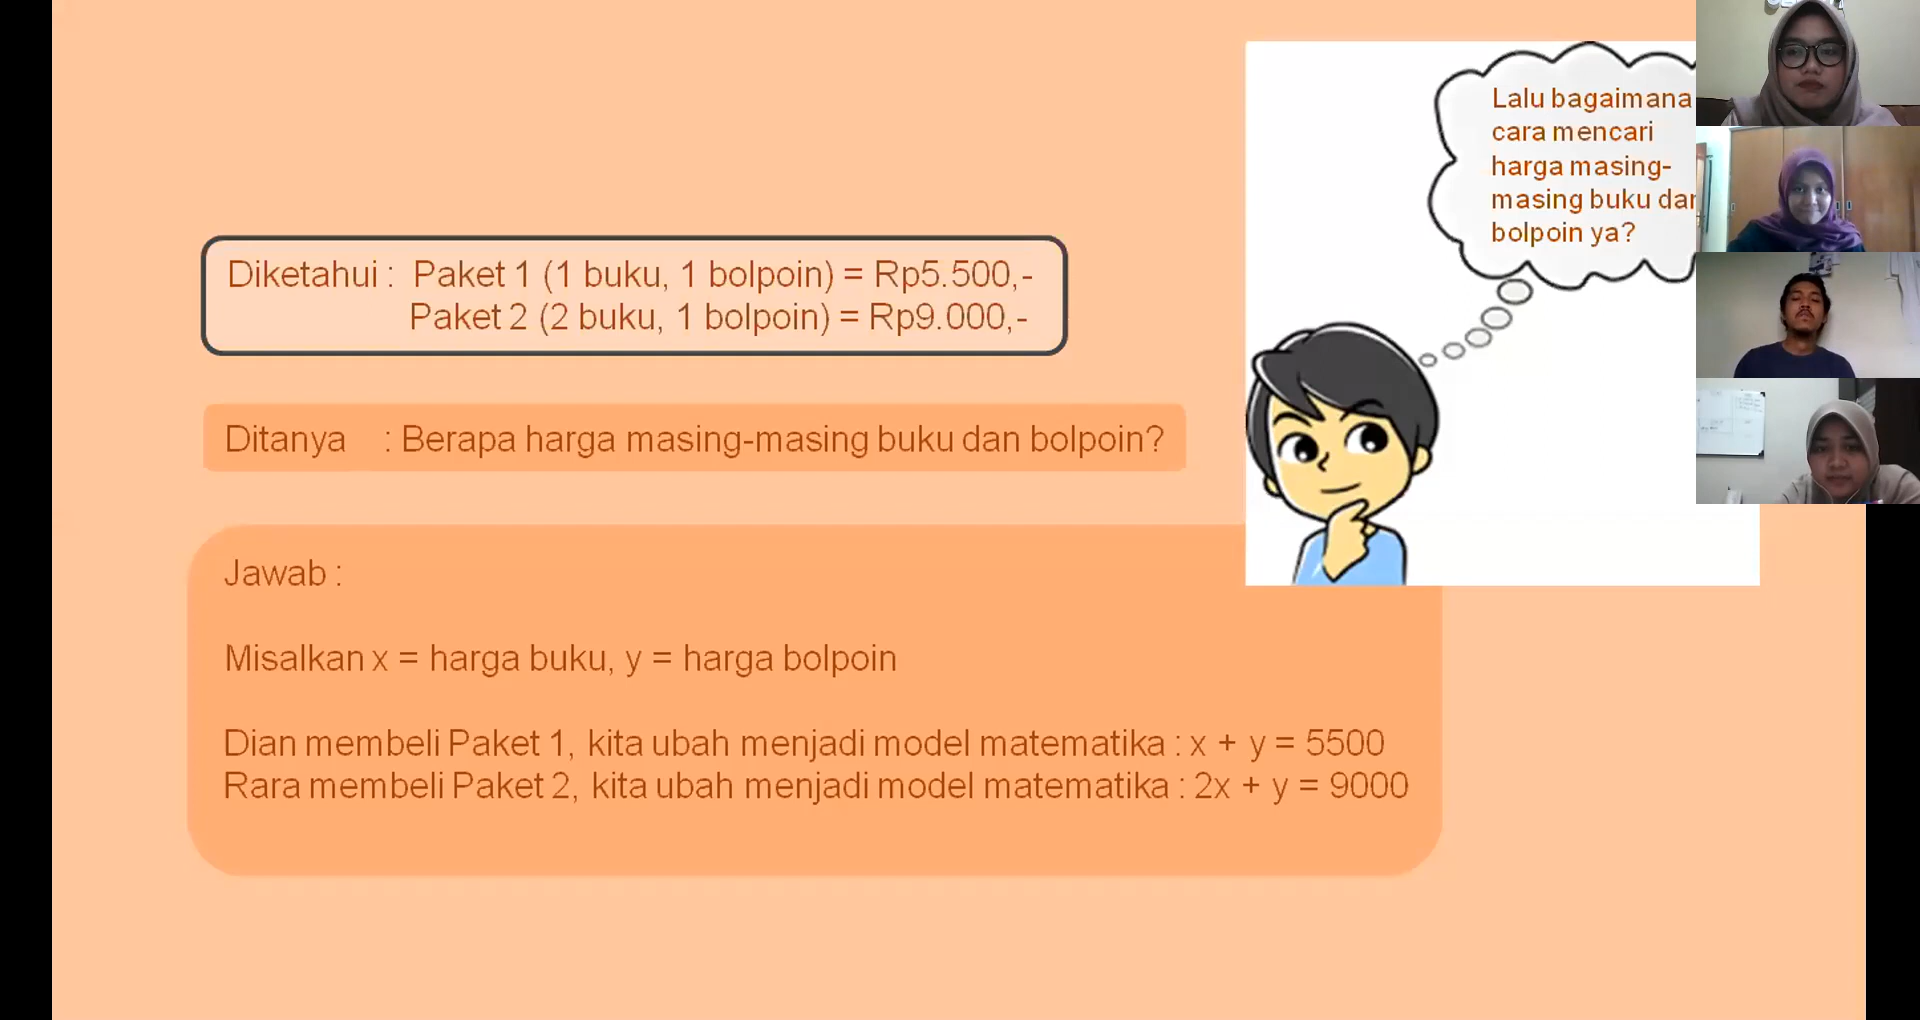 Lalu bagaimana
cara mencari
harga masing-
masing buku dan
bolpoin ya?
Diketahui : Paket 1 (1 buku, 1 bolpoin) = Rp5.500,-
Paket 2 (2 buku, 1 bolpoin) = Rp9.000,-
Ditanya : Berapa harga masing-masing buku dan bolpoin?
Jawab :
Misalkan x = harga buku, y = harga bolpoin
Dian membeli Paket 1, kita ubah menjadi model matematika : x + y = 5500
Rara membeli Paket 2, kita ubah menjadi model matematika : 2x + y = 9000